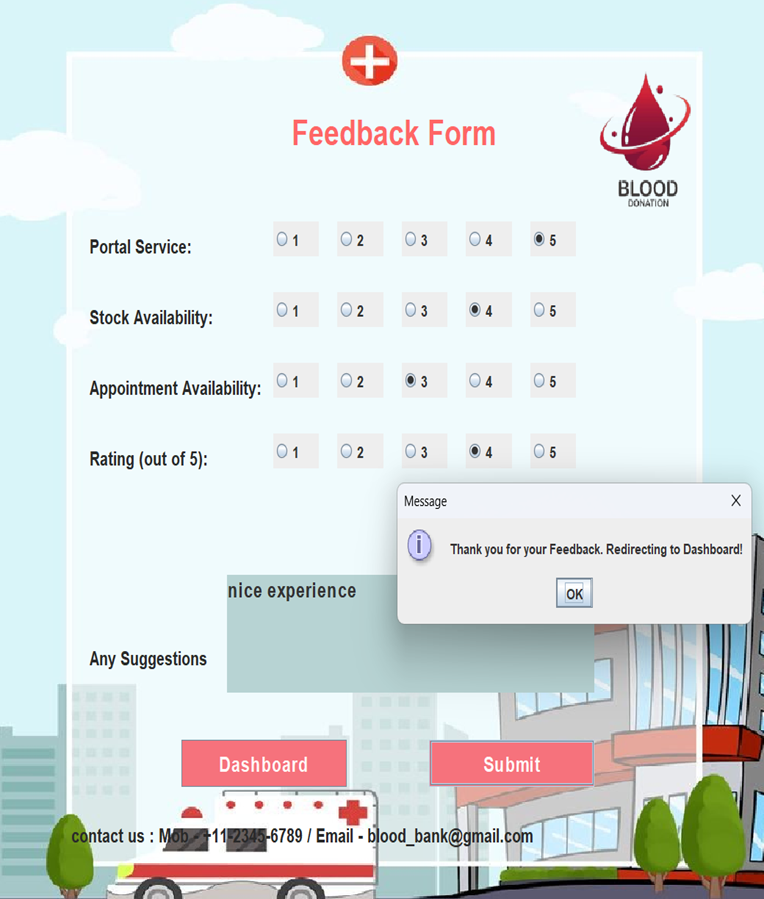 Feedback Form
BLOOD
DONATION
Portal Service: 1 2 3 4 5
Stock Availability: 1 2 3 4 5
Appointment Availability: 1 2 3 4 5
Rating (out of 5): 1 2 3 4 5
Message X
Thank you for your Feedback. Redirecting to Dashboard!
OK
nice experience
Any Suggestions
Dashboard Submit
contact us : Mob - +11-2345-6789 / Email - blood_bank@gmail.com